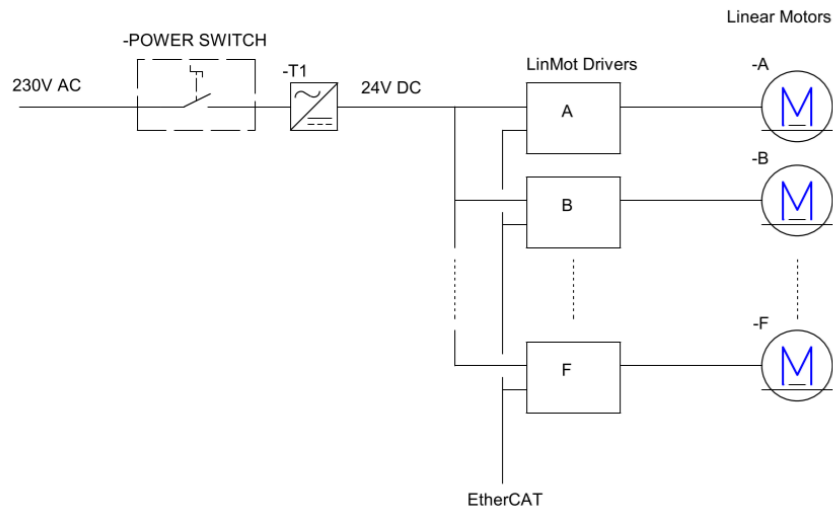 Linear Motors
-POWER SWITCH
230V AC
-T1
24V DC
LinMot Drivers
-A
A
M
-B
B
M
-F
F
M
EtherCAT